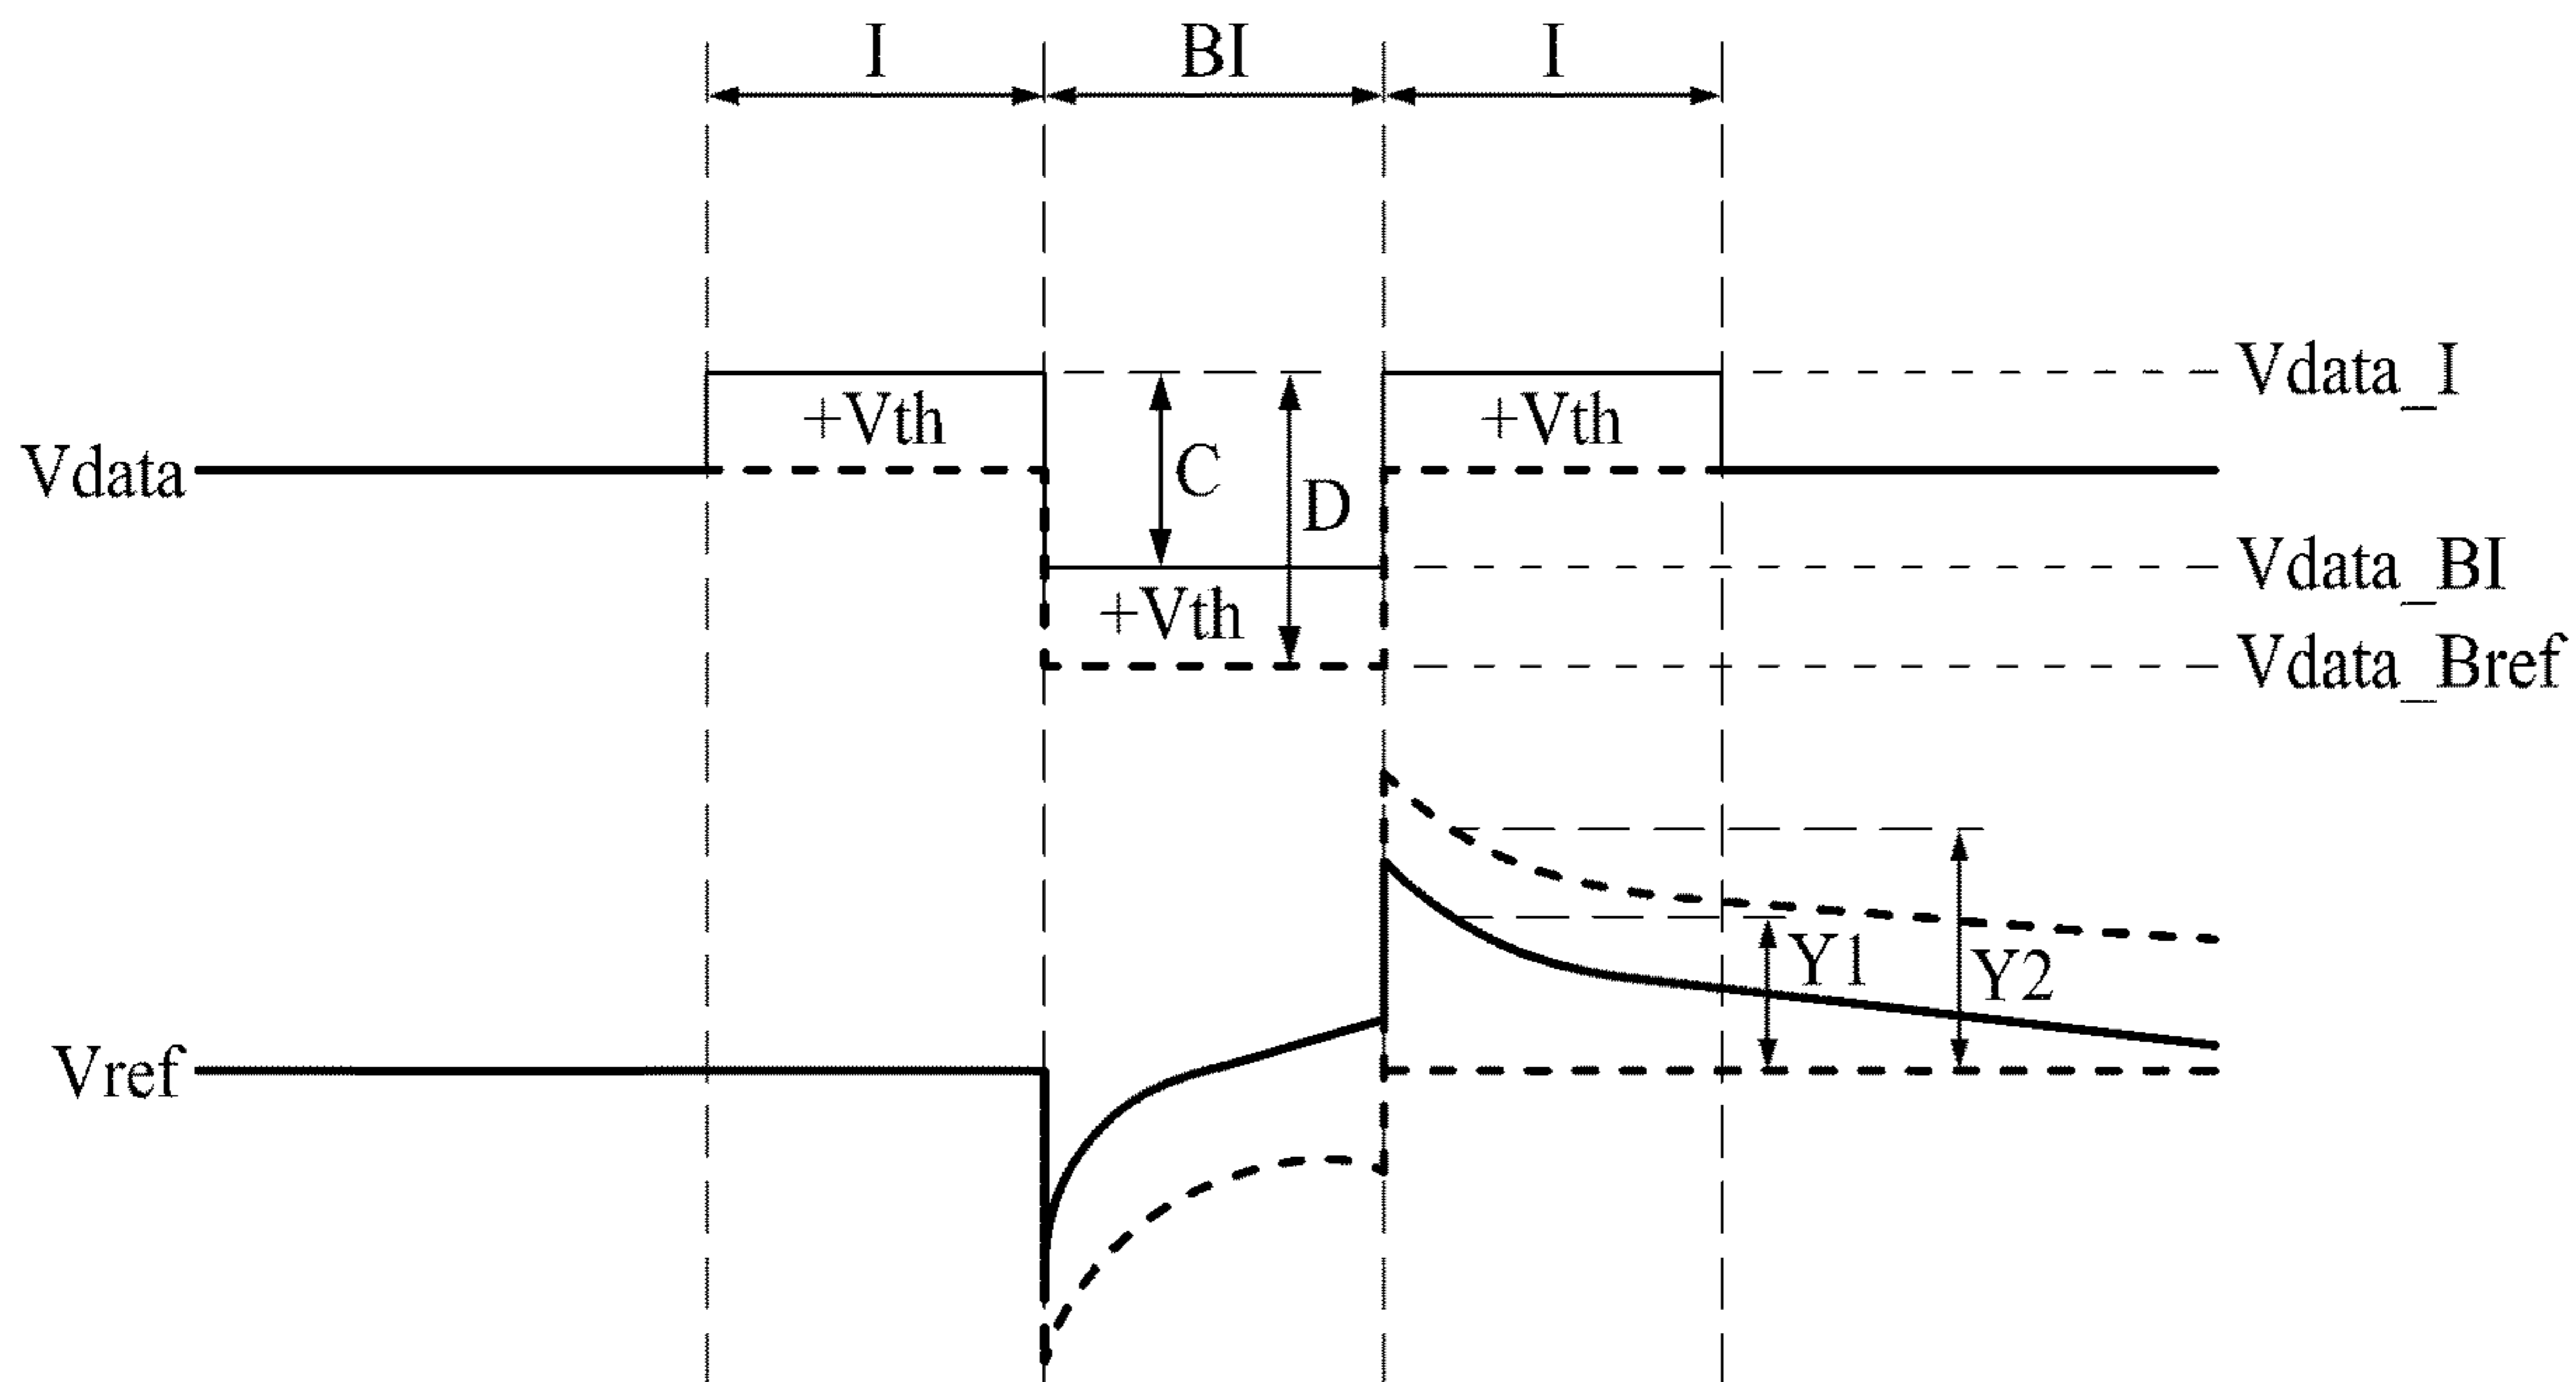 I BI I
Vdata_I
+Vth +Vth
Vdata C D
Vdata_BI
+Vth
Vdata_Bref
Y1 Y2
Vref